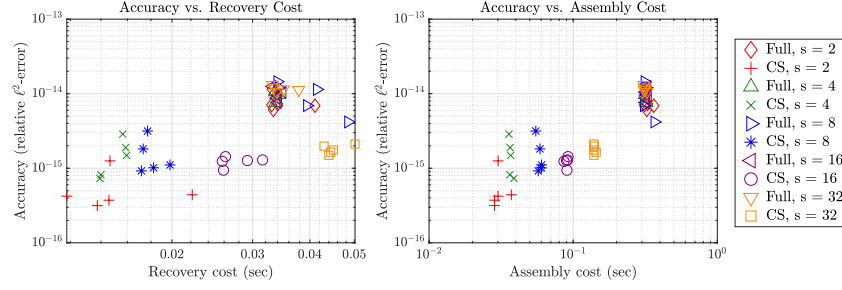 Accuracy vs. Recovery Cost
Accuracy (relative ℓ²-error)
10⁻¹³
10⁻¹⁴
10⁻¹⁵
10⁻¹⁶
0.02 0.03 0.04 0.05
Recovery cost (sec)
Accuracy vs. Assembly Cost
Accuracy (relative ℓ²-error)
10⁻¹³
10⁻¹⁴
10⁻¹⁵
10⁻¹⁶
10⁻² 10⁻¹ 10⁰
Assembly cost (sec)
Full, s = 2
CS, s = 2
Full, s = 4
CS, s = 4
Full, s = 8
CS, s = 8
Full, s = 16
CS, s = 16
Full, s = 32
CS, s = 32